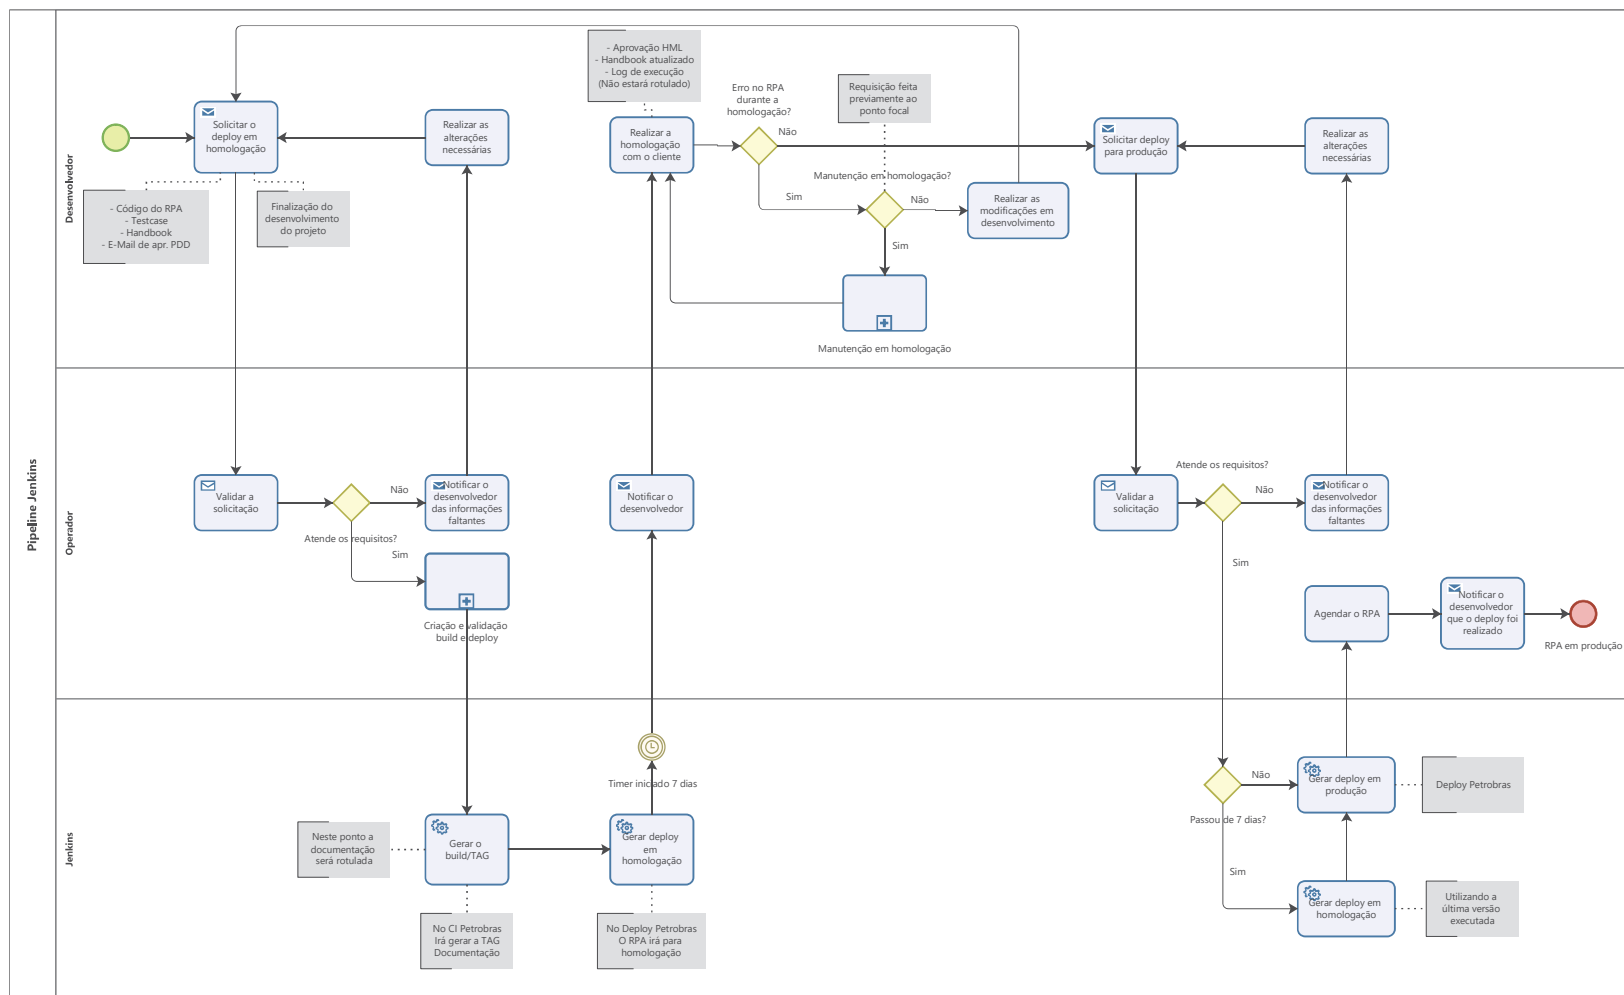 Pipeline Jenkins
Desenvolvedor
Solicitar o
deploy em
homologação
- Código do RPA
- Testcase
- Handbook
- E-Mail de apr. PDD
Finalização do
desenvolvimento
do projeto
Realizar as
alterações
necessárias
- Aprovação HML
- Handbook atualizado
- Log de execução
(Não estará rotulado)
Realizar a
homologação
com o cliente
Erro no RPA
durante a
homologação?
Não
Sim
Requisição feita
previamente ao
ponto focal
Manutenção em homologação?
Não
Sim
Realizar as
modificações em
desenvolvimento
Manutenção em homologação
Solicitar deploy
para produção
Realizar as
alterações
necessárias
Operador
Validar a
solicitação
Atende os requisitos?
Não
Sim
Notificar o
desenvolvedor
das informações
faltantes
Criação e validação
build e deploy
Notificar o
desenvolvedor
Validar a
solicitação
Atende os requisitos?
Não
Sim
Notificar o
desenvolvedor
das informações
faltantes
Agendar o RPA
Notificar o
desenvolvedor
que o deploy foi
realizado
RPA em produção
Jenkins
Timer iniciado 7 dias
Neste ponto a
documentação
será rotulada
Gerar o
build/TAG
Gerar deploy
em
homologação
No CI Petrobras
Irá gerar a TAG
Documentação
No Deploy Petrobras
O RPA irá para
homologação
Passou de 7 dias?
Não
Sim
Gerar deploy em
produção
Deploy Petrobras
Gerar deploy em
homologação
Utilizando a
última versão
executada